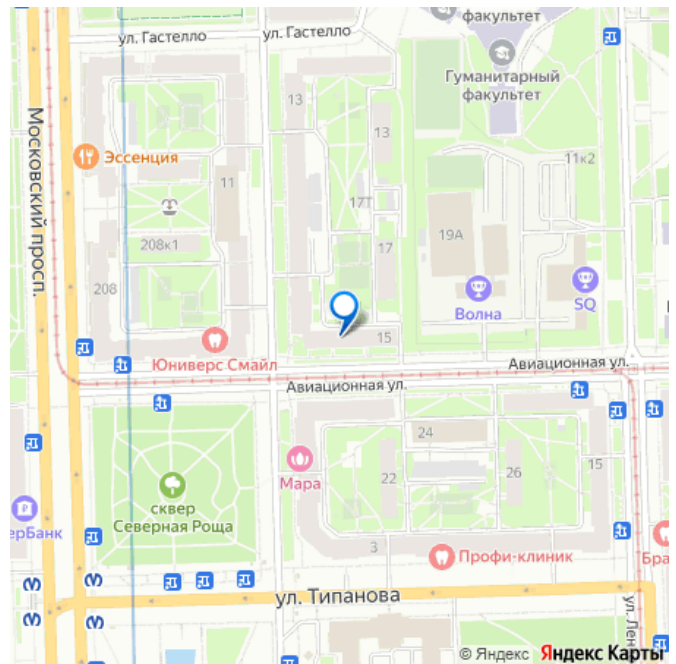 факультет
ул. Гастелло
ул. Гастелло
Гуманитарный
факультет
13
13
Московский просп.
Эссенция
11
11к2
17Т
208к1
17
19А
208
Волна
SQ
15
Юниверс Смайл
Авиационная ул.
Авиационная ул.
24
22
26
15
Мара
сквер
Северная Роща
ерБанк
3
Профи-клиник
Бра
ул. Типанова
ул. Лен
© Яндекс Яндекс Карты